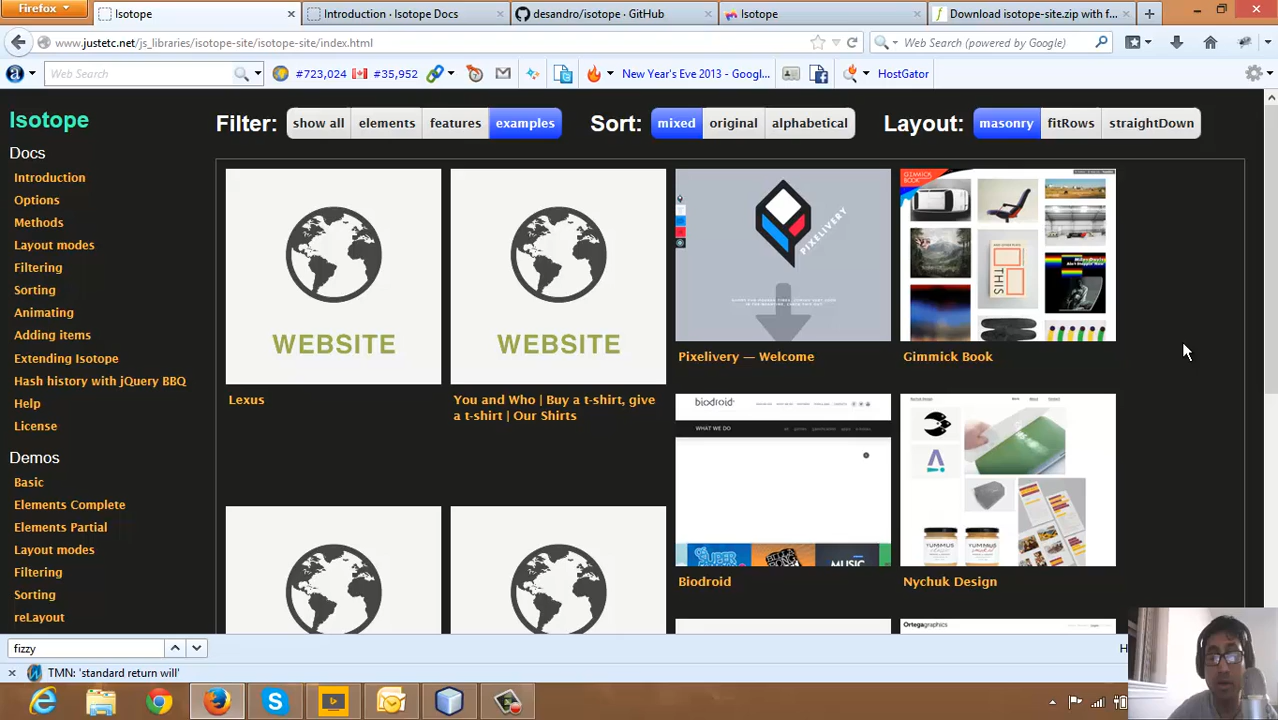 Firefox
Isotope
Introduction · Isotope Docs
desandro/isotope · GitHub
Isotope
Download isotope-site.zip with f...
www.justetc.net/js_libraries/isotope-site/isotope-site/index.html
Web Search (powered by Google)
Web Search
#723,024
#35,952
New Year's Eve 2013 - Googl...
HostGator
Isotope
Filter:
show all
elements
features
examples
Sort:
mixed
original
alphabetical
Layout:
masonry
fitRows
straightDown
Docs
Introduction
Options
Methods
Layout modes
Filtering
Sorting
Animating
Adding items
Extending Isotope
Hash history with jQuery BBQ
Help
License
Demos
Basic
Elements Complete
Elements Partial
Layout modes
Filtering
Sorting
reLayout
WEBSITE
Lexus
WEBSITE
You and Who | Buy a t-shirt, give
a t-shirt | Our Shirts
PIXELIVERY
Pixelivery — Welcome
GIMMICK
BOOK
THIS
Gimmick Book
biodroid
WHAT WE DO
MUSIC
Biodroid
TUMMUS
TUMMUS
Nychuk Design
Ortegagraphics
fizzy
H
TMN: 'standard return will'